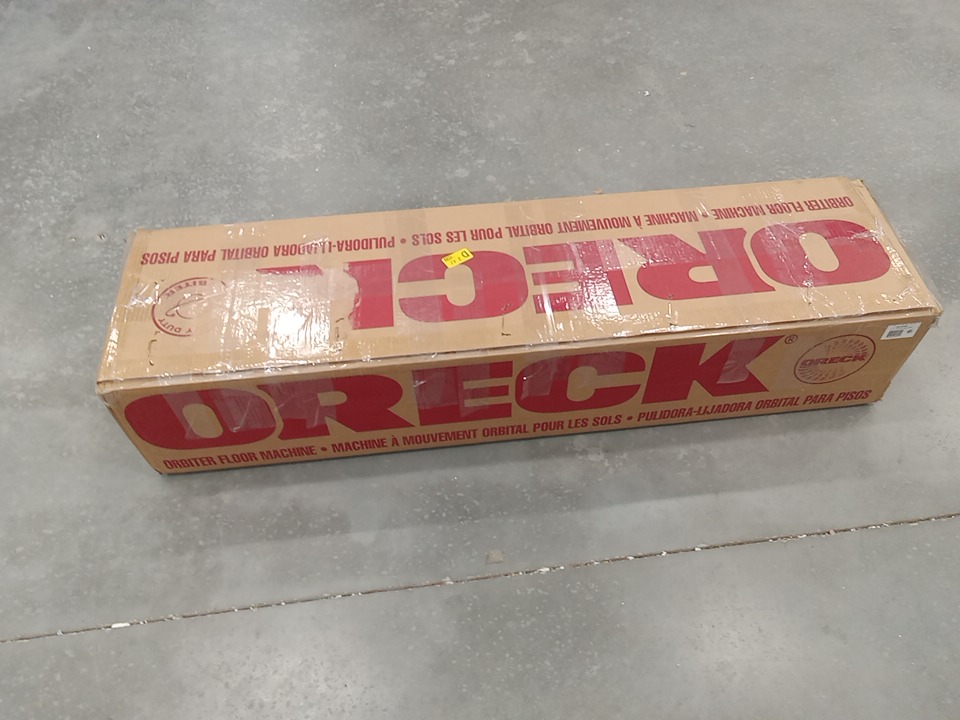 ORBITER FLOOR MACHINE • MACHINE À MOUVEMENT ORBITAL POUR LES SOLS • PULIDORA-LIJADORA ORBITAL PARA PISOS
ORECK
D
ORECK®
ORECK
ORBITER FLOOR MACHINE • MACHINE À MOUVEMENT ORBITAL POUR LES SOLS • PULIDORA-LIJADORA ORBITAL PARA PISOS